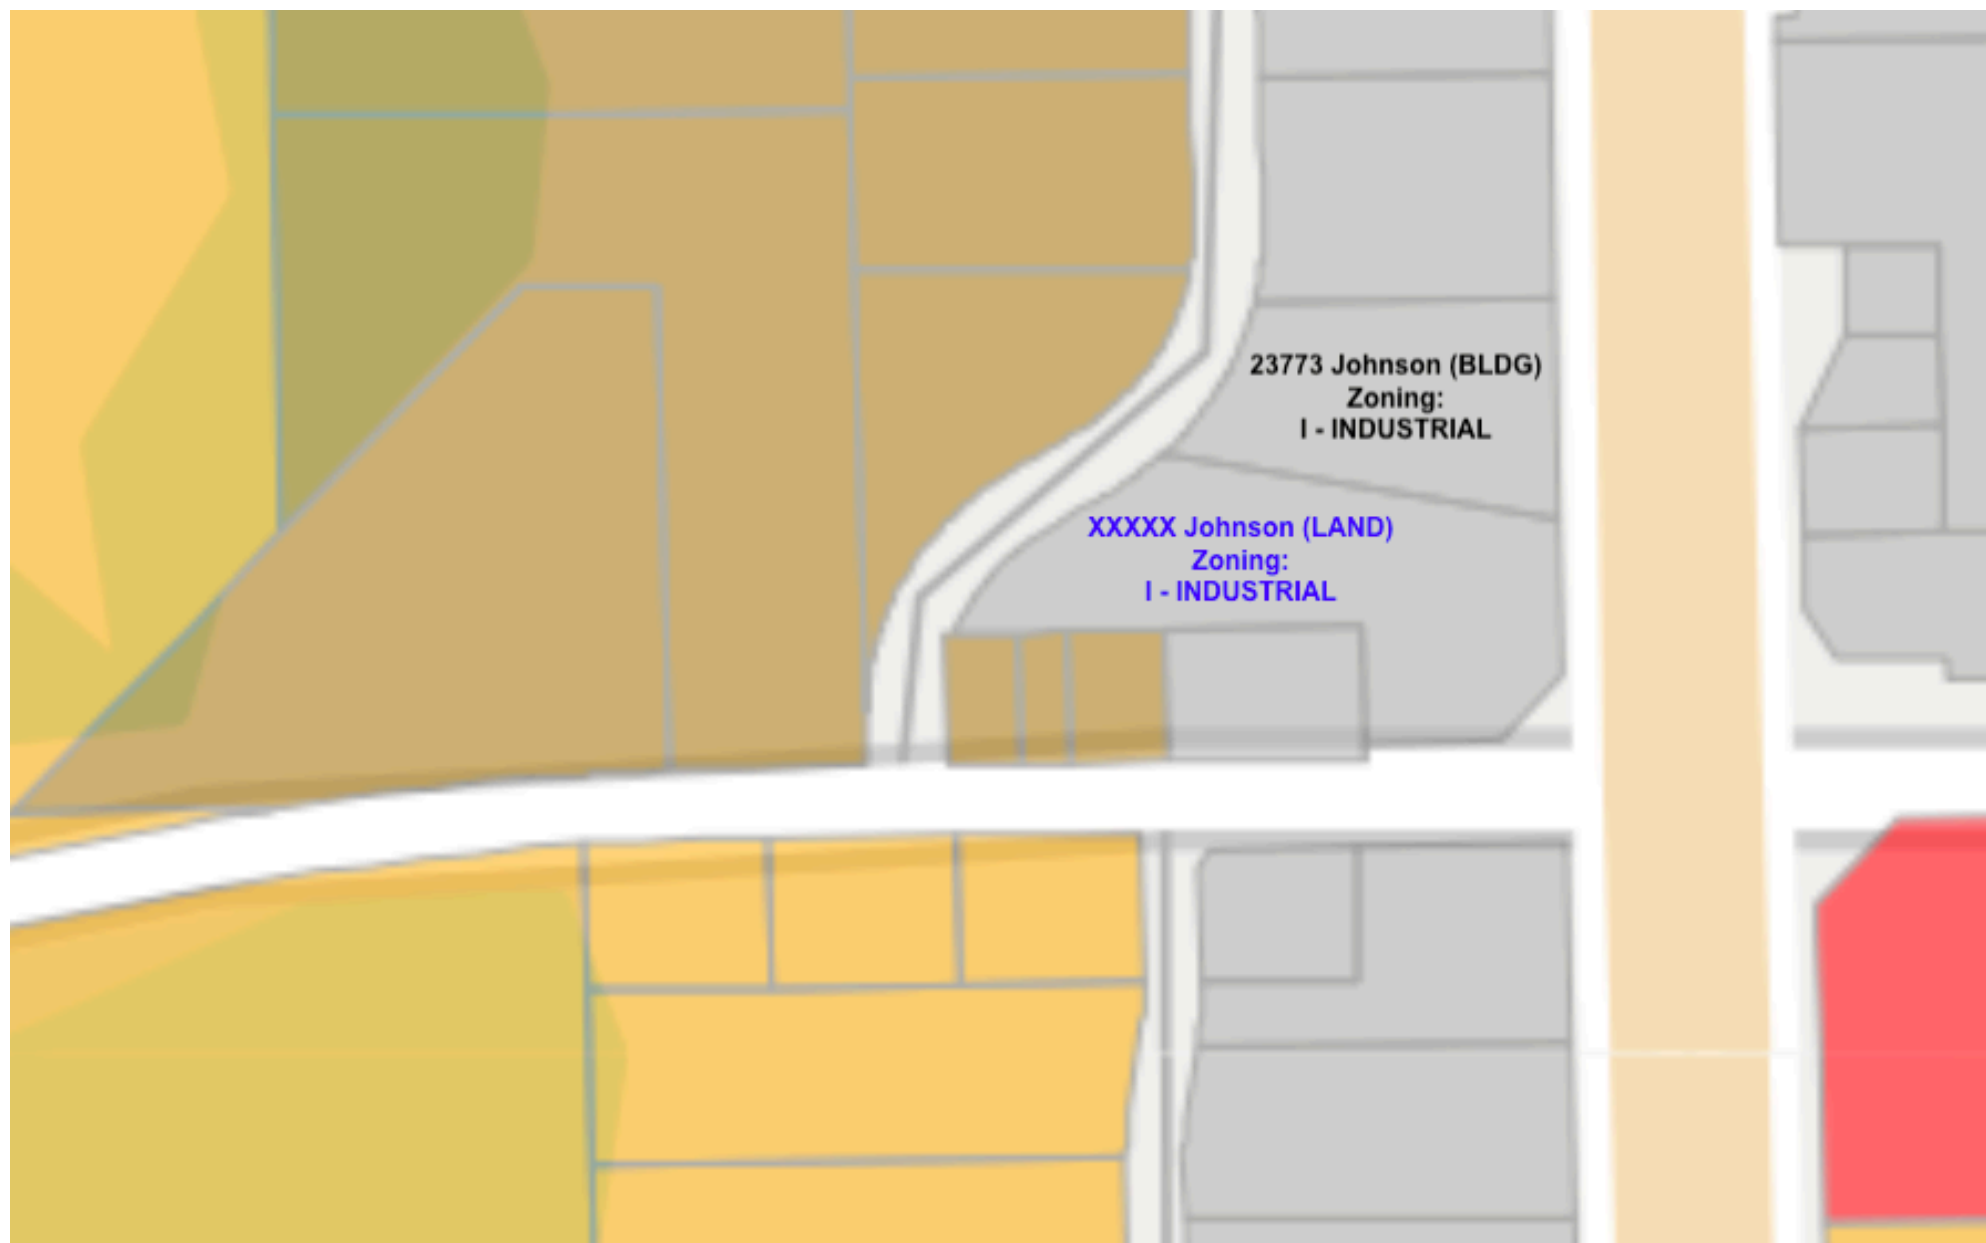 23773 Johnson (BLDG)
Zoning:
I - INDUSTRIAL
XXXXX Johnson (LAND)
Zoning:
I - INDUSTRIAL